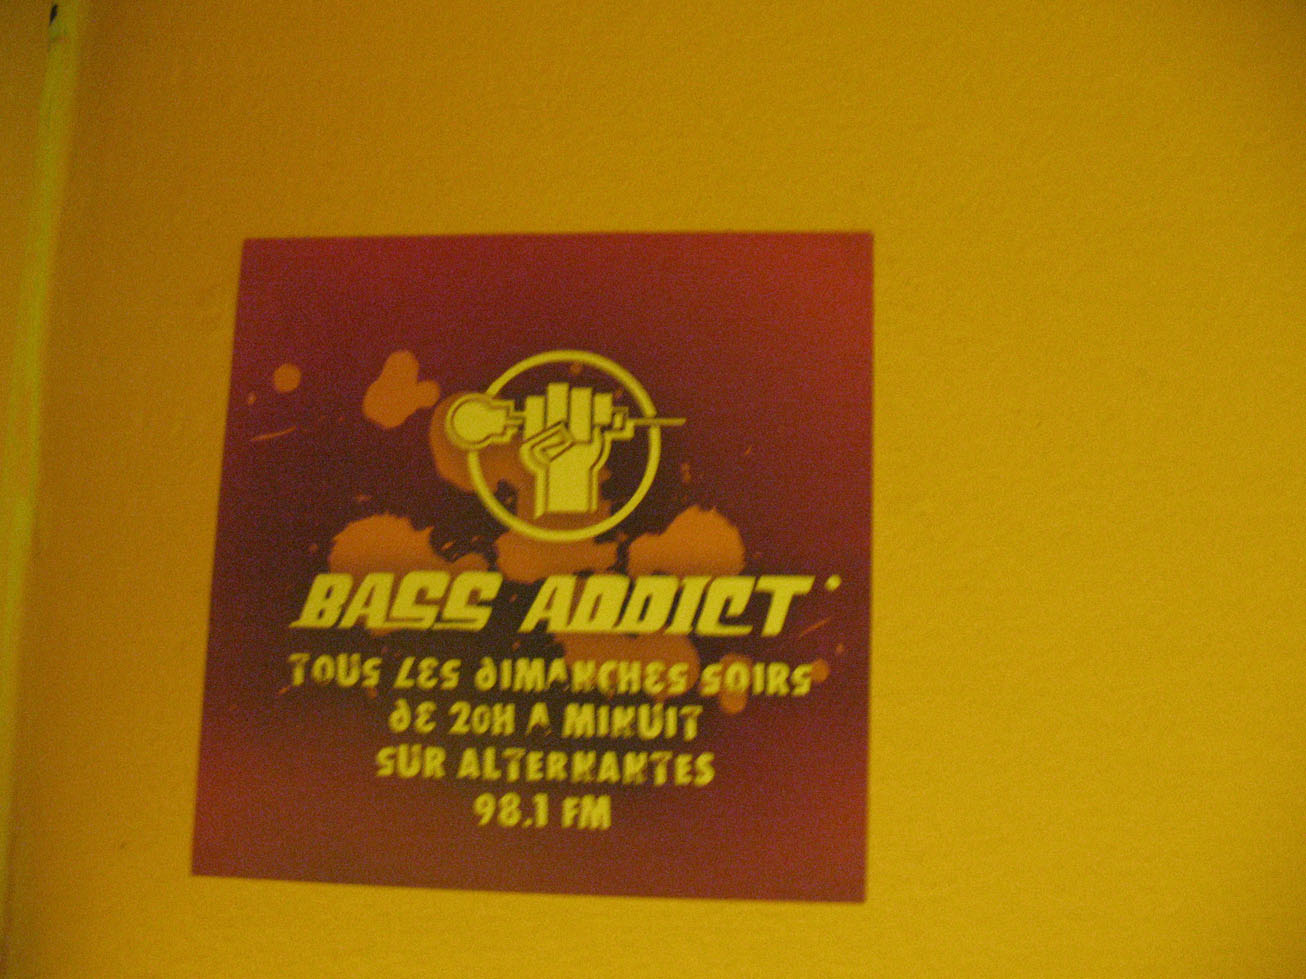 BASS ADDICT
TOUS LES DIMANCHES SOIRS
DE 20H A MINUIT
SUR ALTERNANTES
98.1 FM